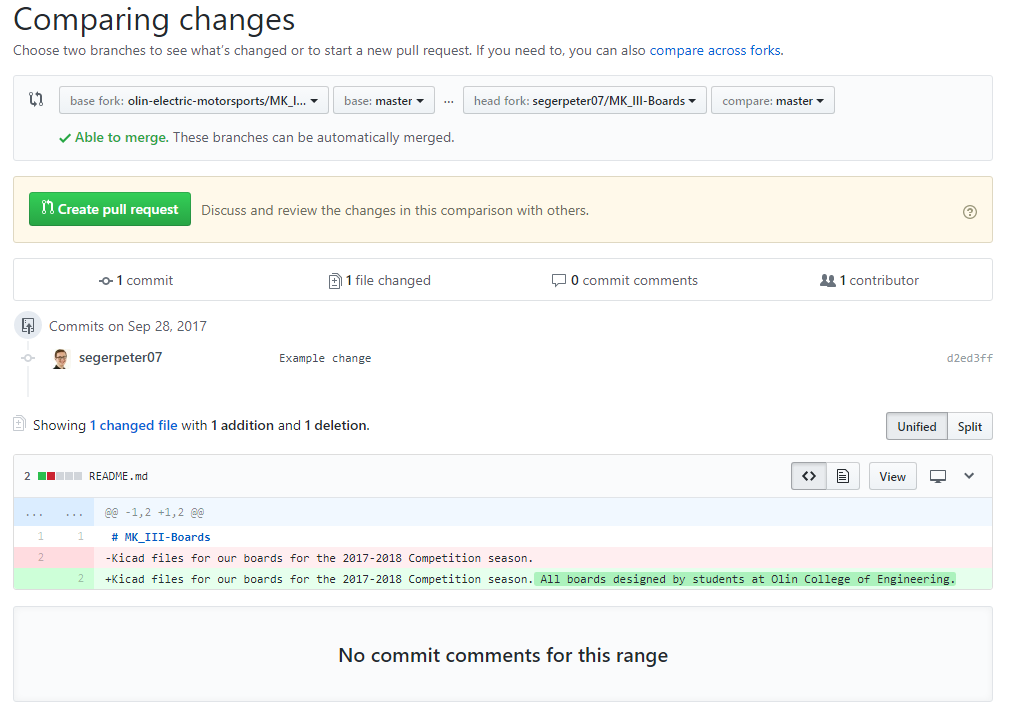 Comparing changes
Choose two branches to see what's changed or to start a new pull request. If you need to, you can also compare across forks.
base fork: olin-electric-motorsports/MK_I... base: master ... head fork: segerpeter07/MK_III-Boards compare: master
Able to merge. These branches can be automatically merged.
Create pull request Discuss and review the changes in this comparison with others.
1 commit 1 file changed 0 commit comments 1 contributor
Commits on Sep 28, 2017
segerpeter07 Example change d2ed3ff
Showing 1 changed file with 1 addition and 1 deletion. Unified Split
2 README.md <> View
... ... @@ -1,2 +1,2 @@
1 1 # MK_III-Boards
2 -Kicad files for our boards for the 2017-2018 Competition season.
2 +Kicad files for our boards for the 2017-2018 Competition season. All boards designed by students at Olin College of Engineering.
No commit comments for this range